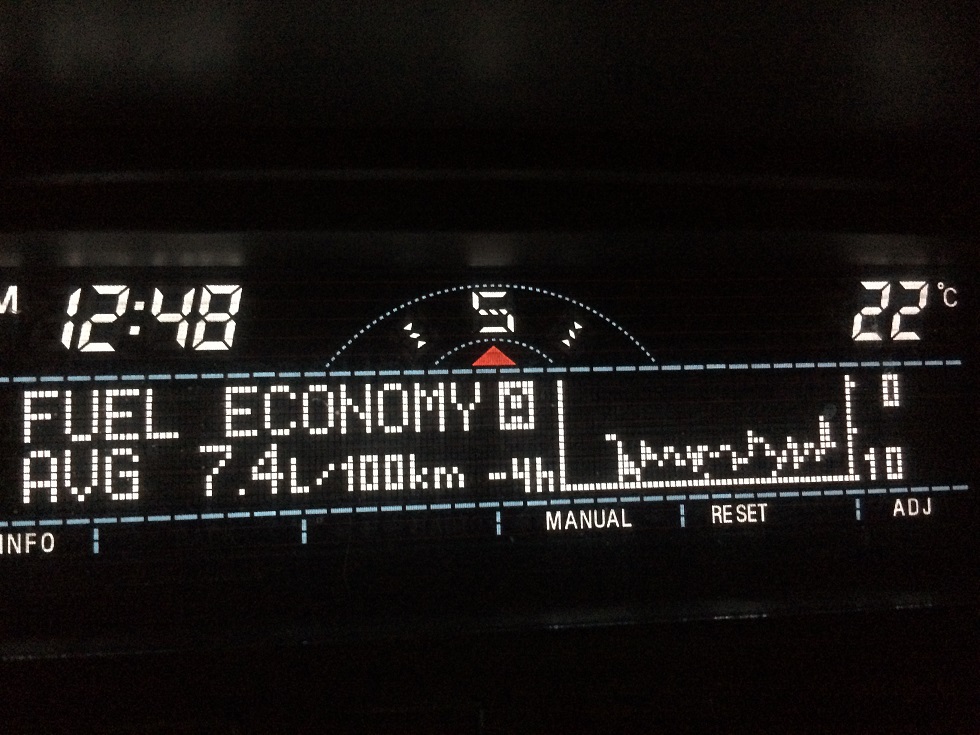 M 12:48 S 22 °C
FUEL ECONOMY 0
AVG 7.4L/100km -4h 10
INFO MANUAL RESET ADJ